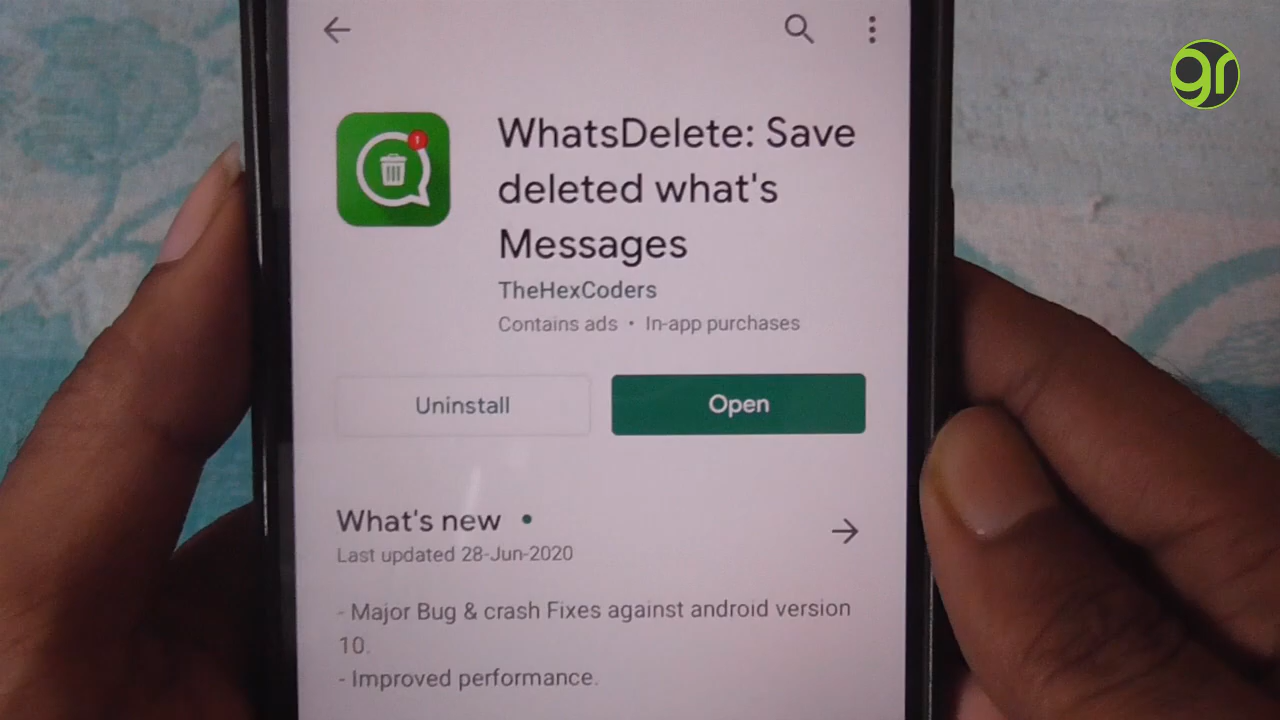 gr
1
WhatsDelete: Save
deleted what's
Messages
TheHexCoders
Contains ads • In-app purchases
Uninstall
Open
What's new •
Last updated 28-Jun-2020
- Major Bug & crash Fixes against android version
10.
- Improved performance.